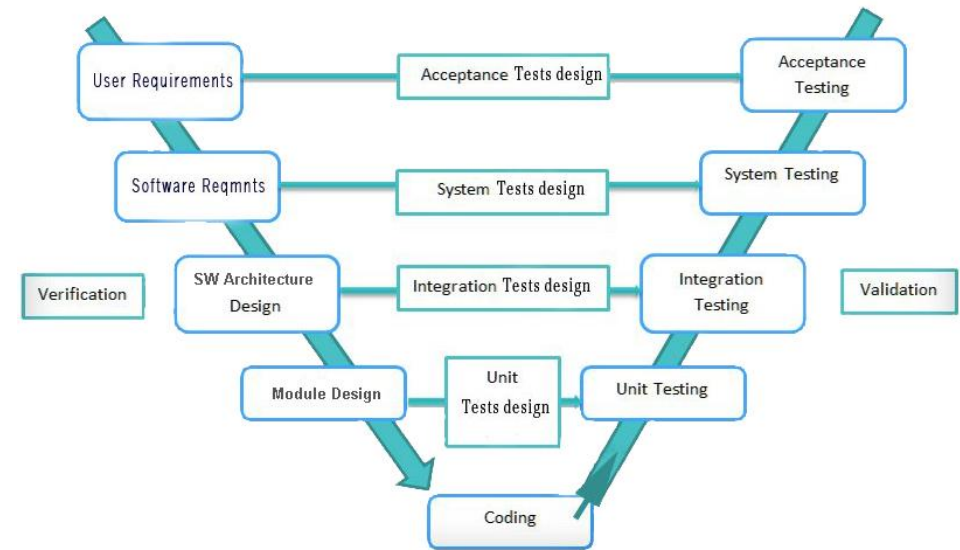 User Requirements
Acceptance Tests design
Acceptance
Testing
Software Reqmnts
System Tests design
System Testing
Verification
SW Architecture
Design
Integration Tests design
Integration
Testing
Validation
Module Design
Unit
Tests design
Unit Testing
Coding